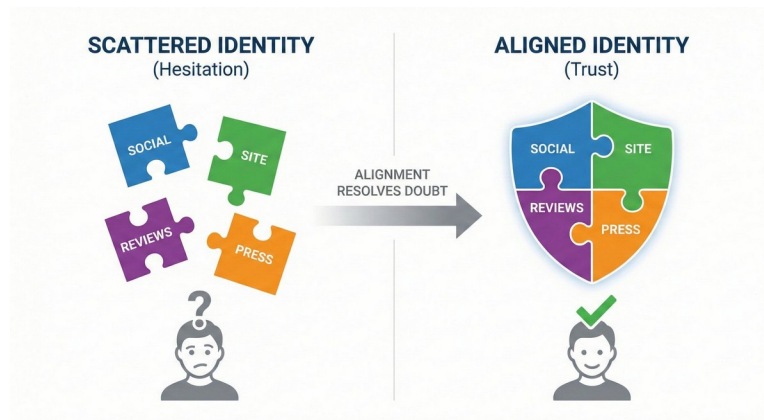 SCATTERED IDENTITY
(Hesitation)
SOCIAL
SITE
REVIEWS
PRESS
?
ALIGNMENT
RESOLVES DOUBT
ALIGNED IDENTITY
(Trust)
SOCIAL
SITE
REVIEWS
PRESS